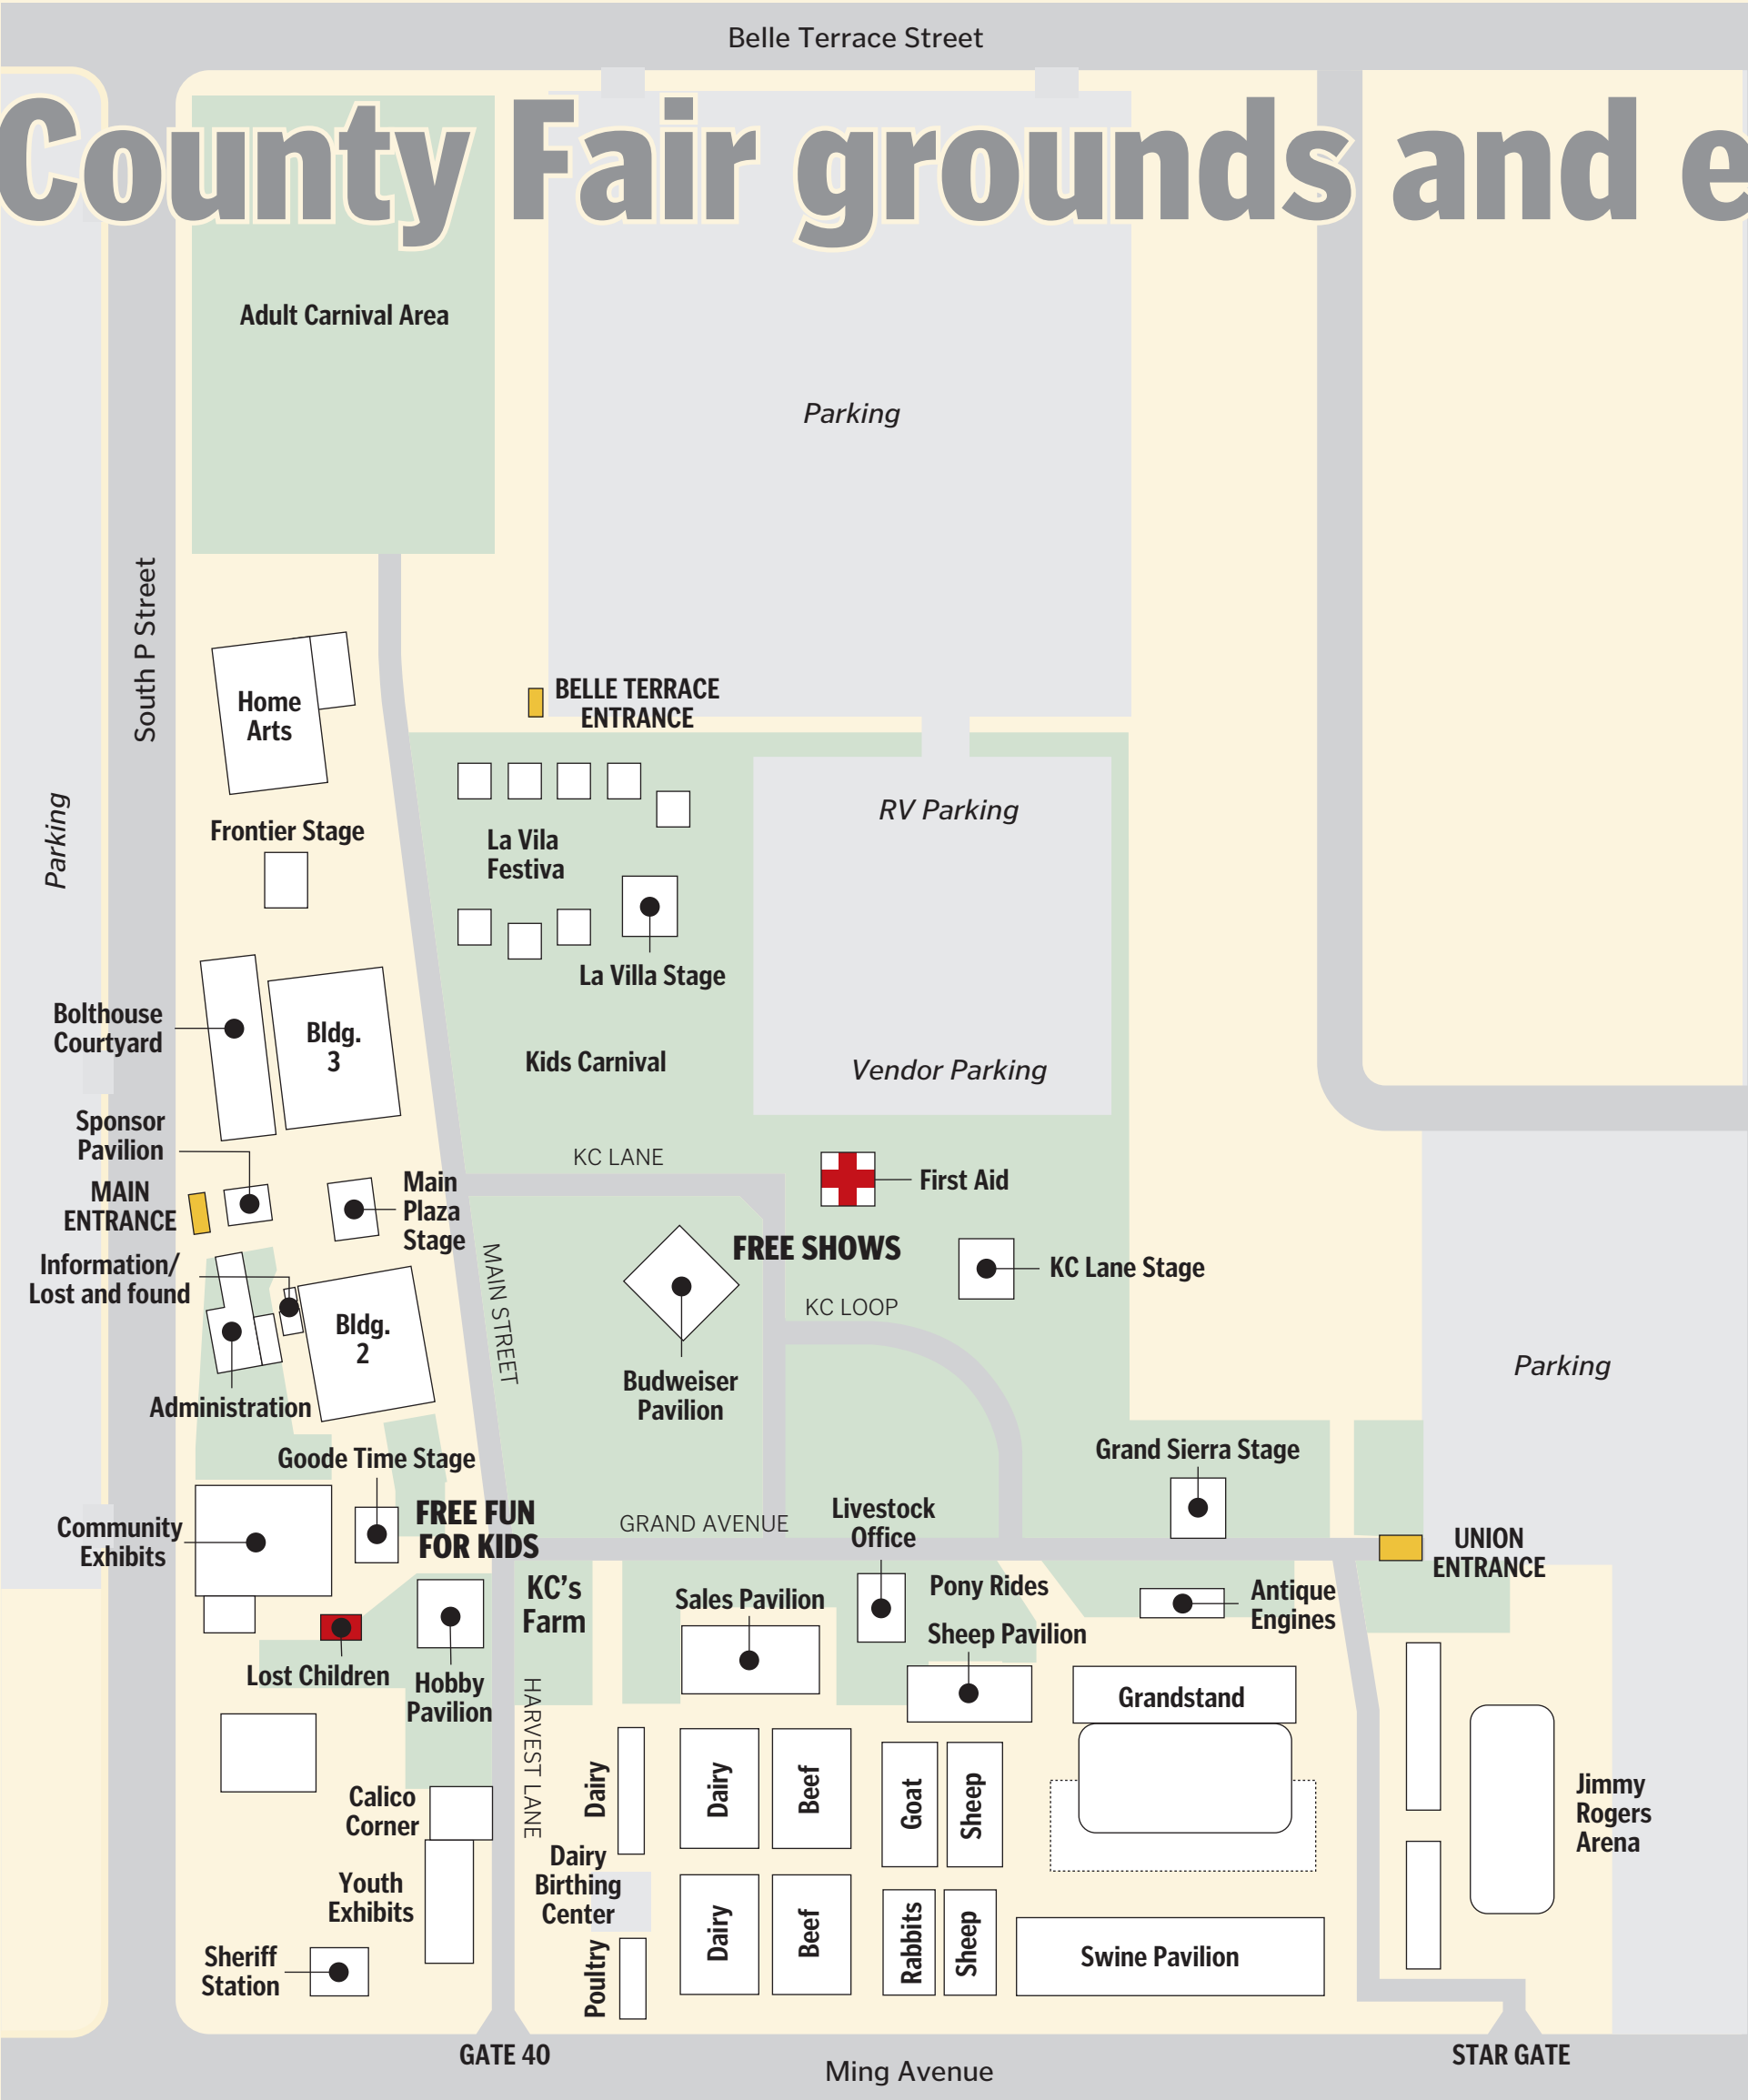 Belle Terrace Street
County Fair grounds and e
Adult Carnival Area
Parking
South P Street
Parking
Home
Arts
BELLE TERRACE
ENTRANCE
Frontier Stage
La Vila
Festiva
RV Parking
La Villa Stage
Bolthouse
Courtyard
Bldg.
3
Kids Carnival
Vendor Parking
Sponsor
Pavilion
KC LANE
First Aid
MAIN
ENTRANCE
Main
Plaza
Stage
MAIN STREET
FREE SHOWS
KC Lane Stage
Information/
Lost and found
KC LOOP
Bldg.
2
Budweiser
Pavilion
Parking
Administration
Goode Time Stage
Grand Sierra Stage
Community
Exhibits
FREE FUN
FOR KIDS
GRAND AVENUE
Livestock
Office
UNION
ENTRANCE
KC's
Farm
Sales Pavilion
Pony Rides
Antique
Engines
Sheep Pavilion
Lost Children
Hobby
Pavilion
HARVEST LANE
Grandstand
Dairy
Dairy
Beef
Goat
Sheep
Jimmy
Rogers
Arena
Calico
Corner
Dairy
Birthing
Center
Youth
Exhibits
Dairy
Beef
Rabbits
Sheep
Swine Pavilion
Sheriff
Station
Poultry
GATE 40
Ming Avenue
STAR GATE